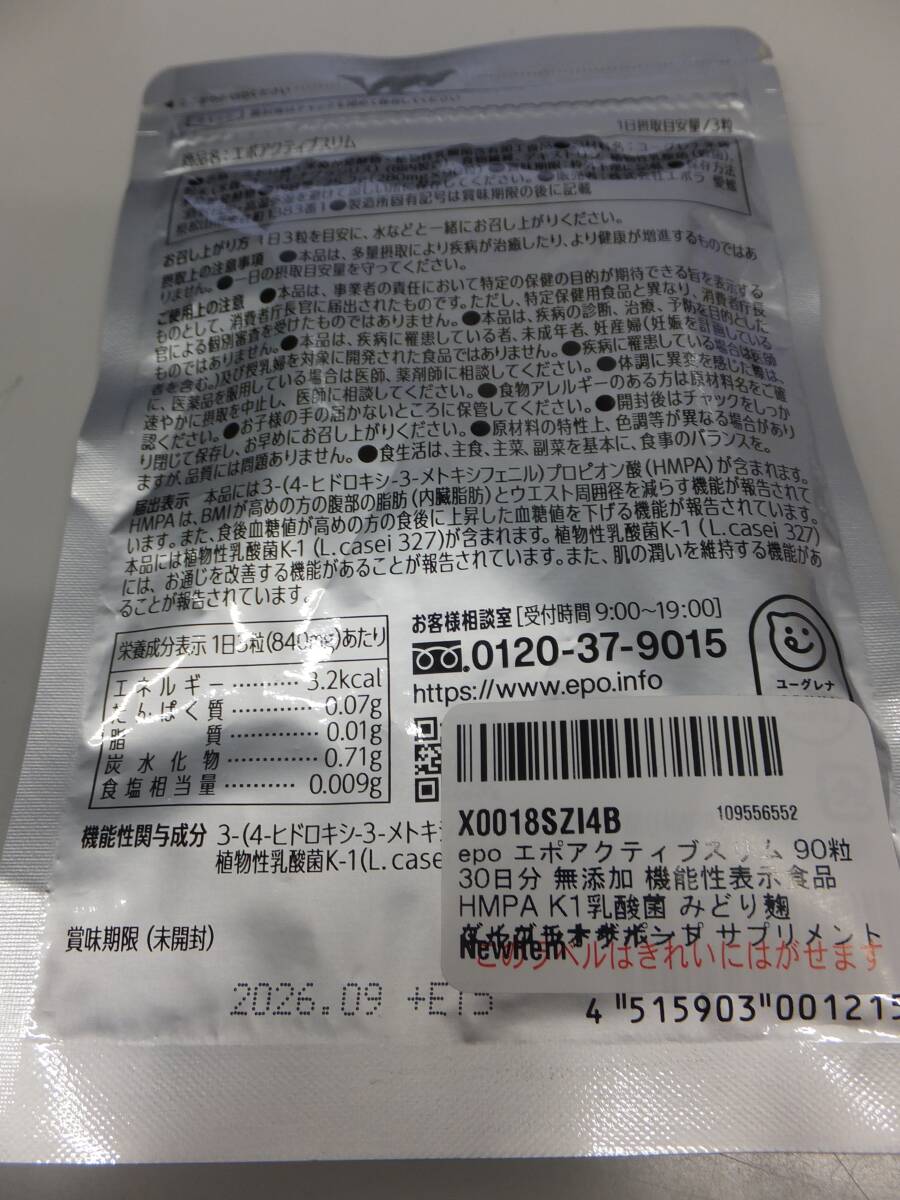 1日摂取目安量/3粒
商品名:エポアクティブスリム
●製造所固有記号は賞味期限の後に記載
お召し上がり方 1日3粒を目安に、水などと一緒にお召し上がりください。
摂取上の注意事項 ●本品は、多量摂取により疾病が治癒したり、より健康が増進するものではあ
りません。●一日の摂取目安量を守ってください。
ご使用上の注意 ●本品は、事業者の責任において特定の保健の目的が期待できる旨を表示する
ものとして、消費者庁長官に届出されたものです。ただし、特定保健用食品と異なり、消費者庁長
官による個別審査を受けたものではありません。●本品は、疾病の診断、治療、予防を目的とした
ものではありません。●本品は、疾病に罹患している者、未成年者、妊産婦(妊娠を計画している
者を含む。)及び授乳婦を対象に開発された食品ではありません。●疾病に罹患している場合は医師
に、医薬品を服用している場合は医師、薬剤師に相談してください。●体調に異変を感じた際は、
速やかに摂取を中止し、医師に相談してください。●食物アレルギーのある方は原材料名をご確
認ください。●お子様の手の届かないところに保管してください。●開封後はチャックをしっか
り閉じて保存し、お早めにお召し上がりください。●原材料の特性上、色調等が異なる場合があり
ますが、品質には問題ありません。●食生活は、主食、主菜、副菜を基本に、食事のバランスを。
届出表示 本品には3-(4-ヒドロキシ-3-メトキシフェニル)プロピオン酸(HMPA)が含まれます。
HMPAは、BMIが高めの方の腹部の脂肪(内臓脂肪)とウエスト周囲径を減らす機能が報告されて
います。また、食後血糖値が高めの方の食後に上昇した血糖値を下げる機能が報告されています。
本品には植物性乳酸菌K-1(L.casei 327)が含まれます。植物性乳酸菌K-1(L.casei 327)
には、お通じを改善する機能があることが報告されています。また、肌の潤いを維持する機能があ
ることが報告されています。
栄養成分表示 1日3粒(840mg)あたり
エネルギー………3.2kcal
たんぱく質………0.07g
脂質………0.01g
炭水化物………0.71g
食塩相当量………0.009g
お客様相談室[受付時間 9:00~19:00]
0120-37-9015
https://www.epo.info
ユーグレナ
機能性関与成分 3-(4-ヒドロキシ-3-メトキ
植物性乳酸菌K-1(L.case
賞味期限(未開封)
2026.09 +E15
X0018SZI4B 109556552
epo エポアクティブスリム 90粒
30日分 無添加 機能性表示食品
HMPA K1乳酸菌 みどり麹
サプリメント
NewItem
このラベルはきれいにはがせます
4 "515903"001215